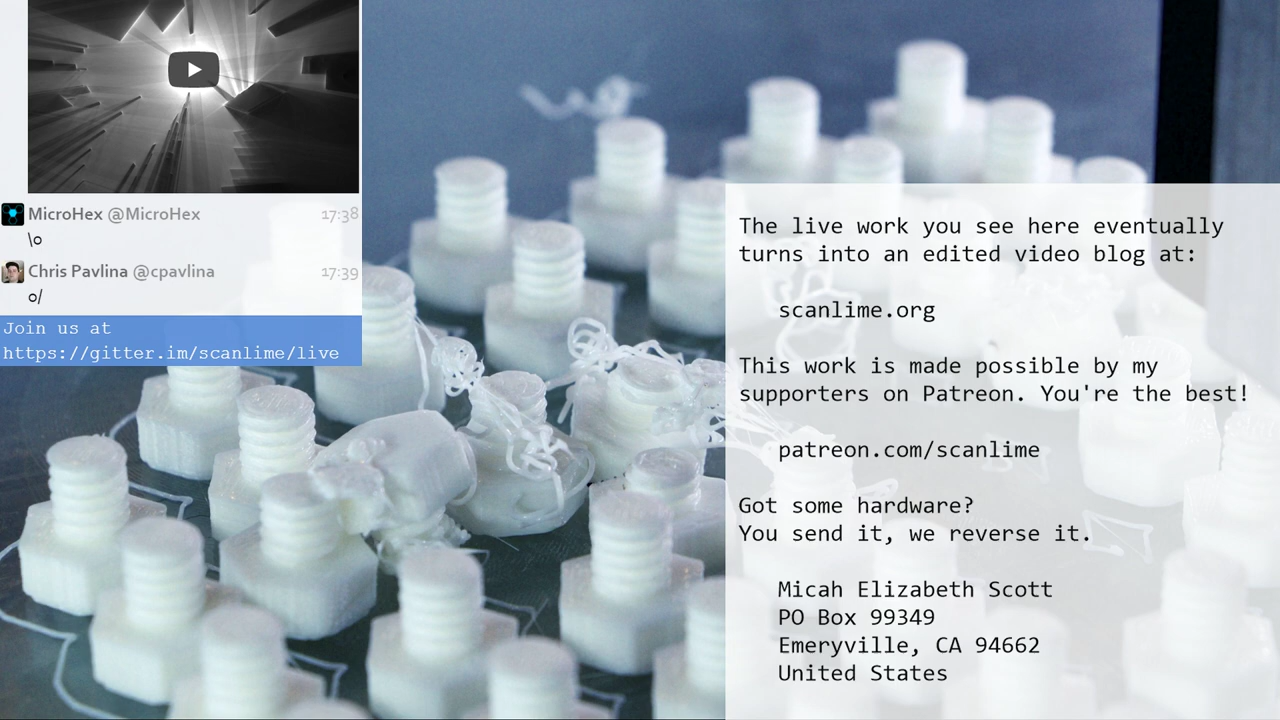 MicroHex @MicroHex 17:38
\o
Chris Pavlina @cpavlina 17:39
o/
Join us at
https://gitter.im/scanlime/live
The live work you see here eventually
turns into an edited video blog at:
scanlime.org
This work is made possible by my
supporters on Patreon. You're the best!
patreon.com/scanlime
Got some hardware?
You send it, we reverse it.
Micah Elizabeth Scott
PO Box 99349
Emeryville, CA 94662
United States